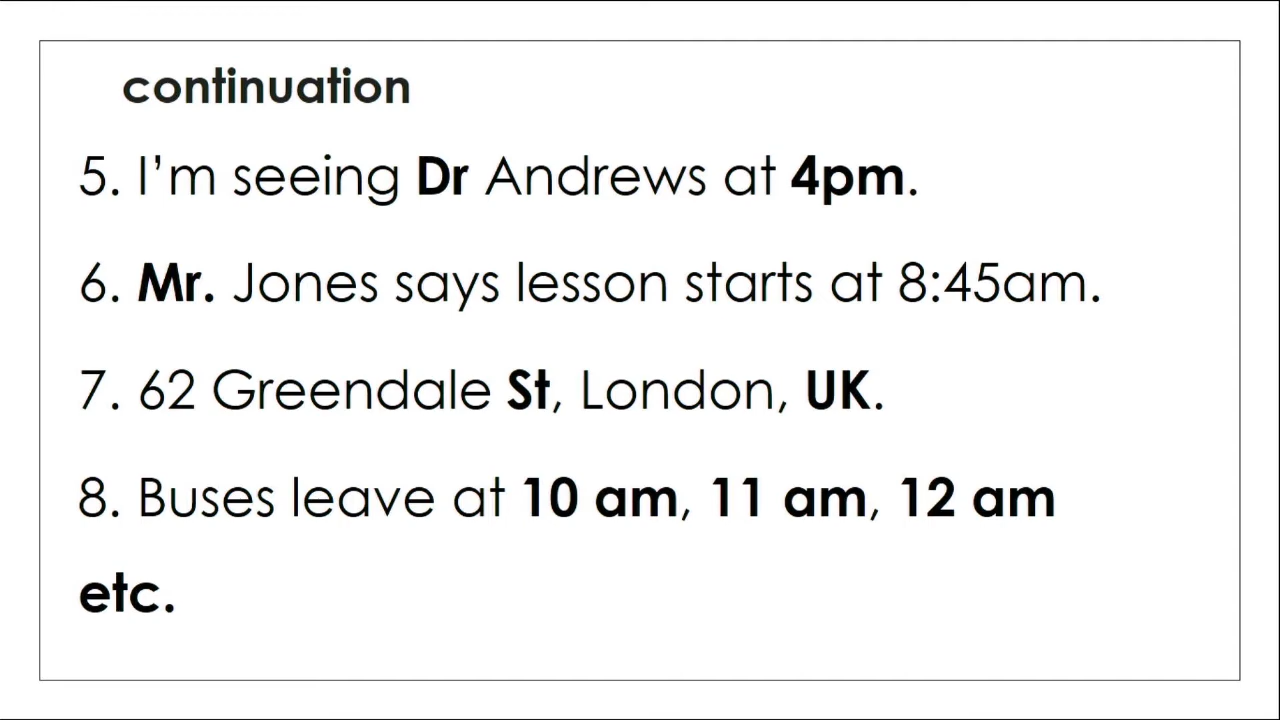 continuation
5. I’m seeing Dr Andrews at 4pm.
6. Mr. Jones says lesson starts at 8:45am.
7. 62 Greendale St, London, UK.
8. Buses leave at 10 am, 11 am, 12 am
etc.